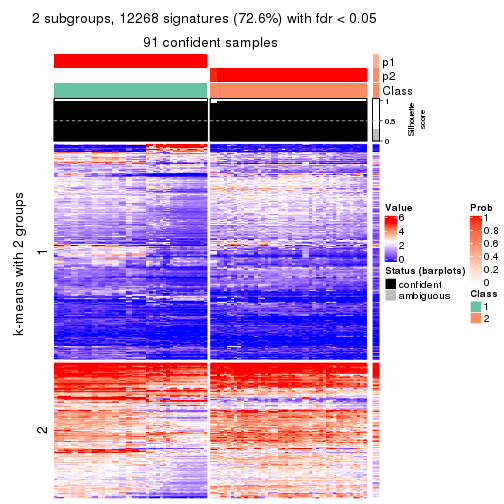 2 subgroups, 12268 signatures (72.6%) with fdr < 0.05
91 confident samples
p1
p2
Class
1
0.5
0
Silhouette
score
k-means with 2 groups
1
2
Value
6
4
2
0
Status (barplots)
confident
ambiguous
Prob
1
0.8
0.6
0.4
0.2
0
Class
1
2